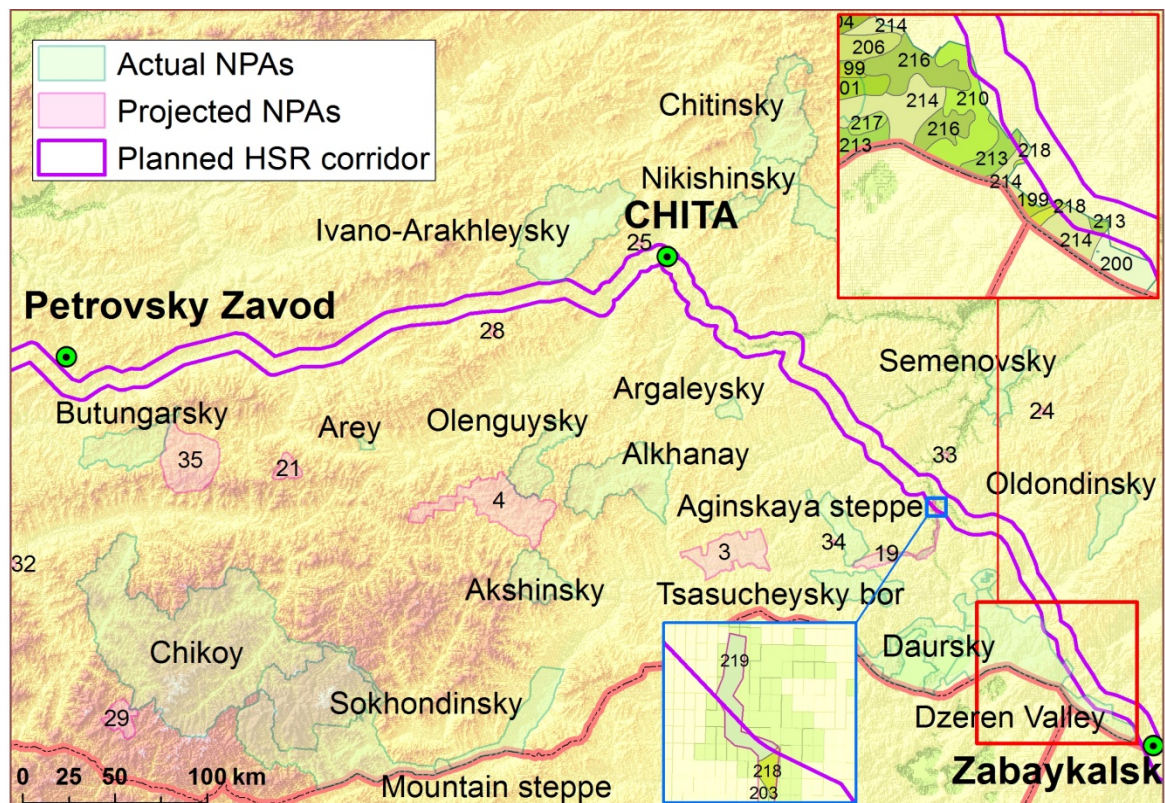 Actual NPAs
Projected NPAs
Planned HSR corridor
Chitinsky
Nikishinsky
CHITA
25
Ivano-Arakhleysky
Petrovsky Zavod
28
Semenovsky
24
Argaleysky
Butungarsky
Arey
Olenguysky
Alkhanay
35
21
4
33
Oldondinsky
Aginskaya steppe
34
19
3
32
Akshinsky
Tsasucheysky bor
Chikoy
Sokhondinsky
Daursky
29
Dzeren Valley
Zabaykalsk
Mountain steppe
0 25 50 100 km
04
214
206
216
99
01
214
210
217
216
213
213
218
214
199
218
213
214
200
219
218
203